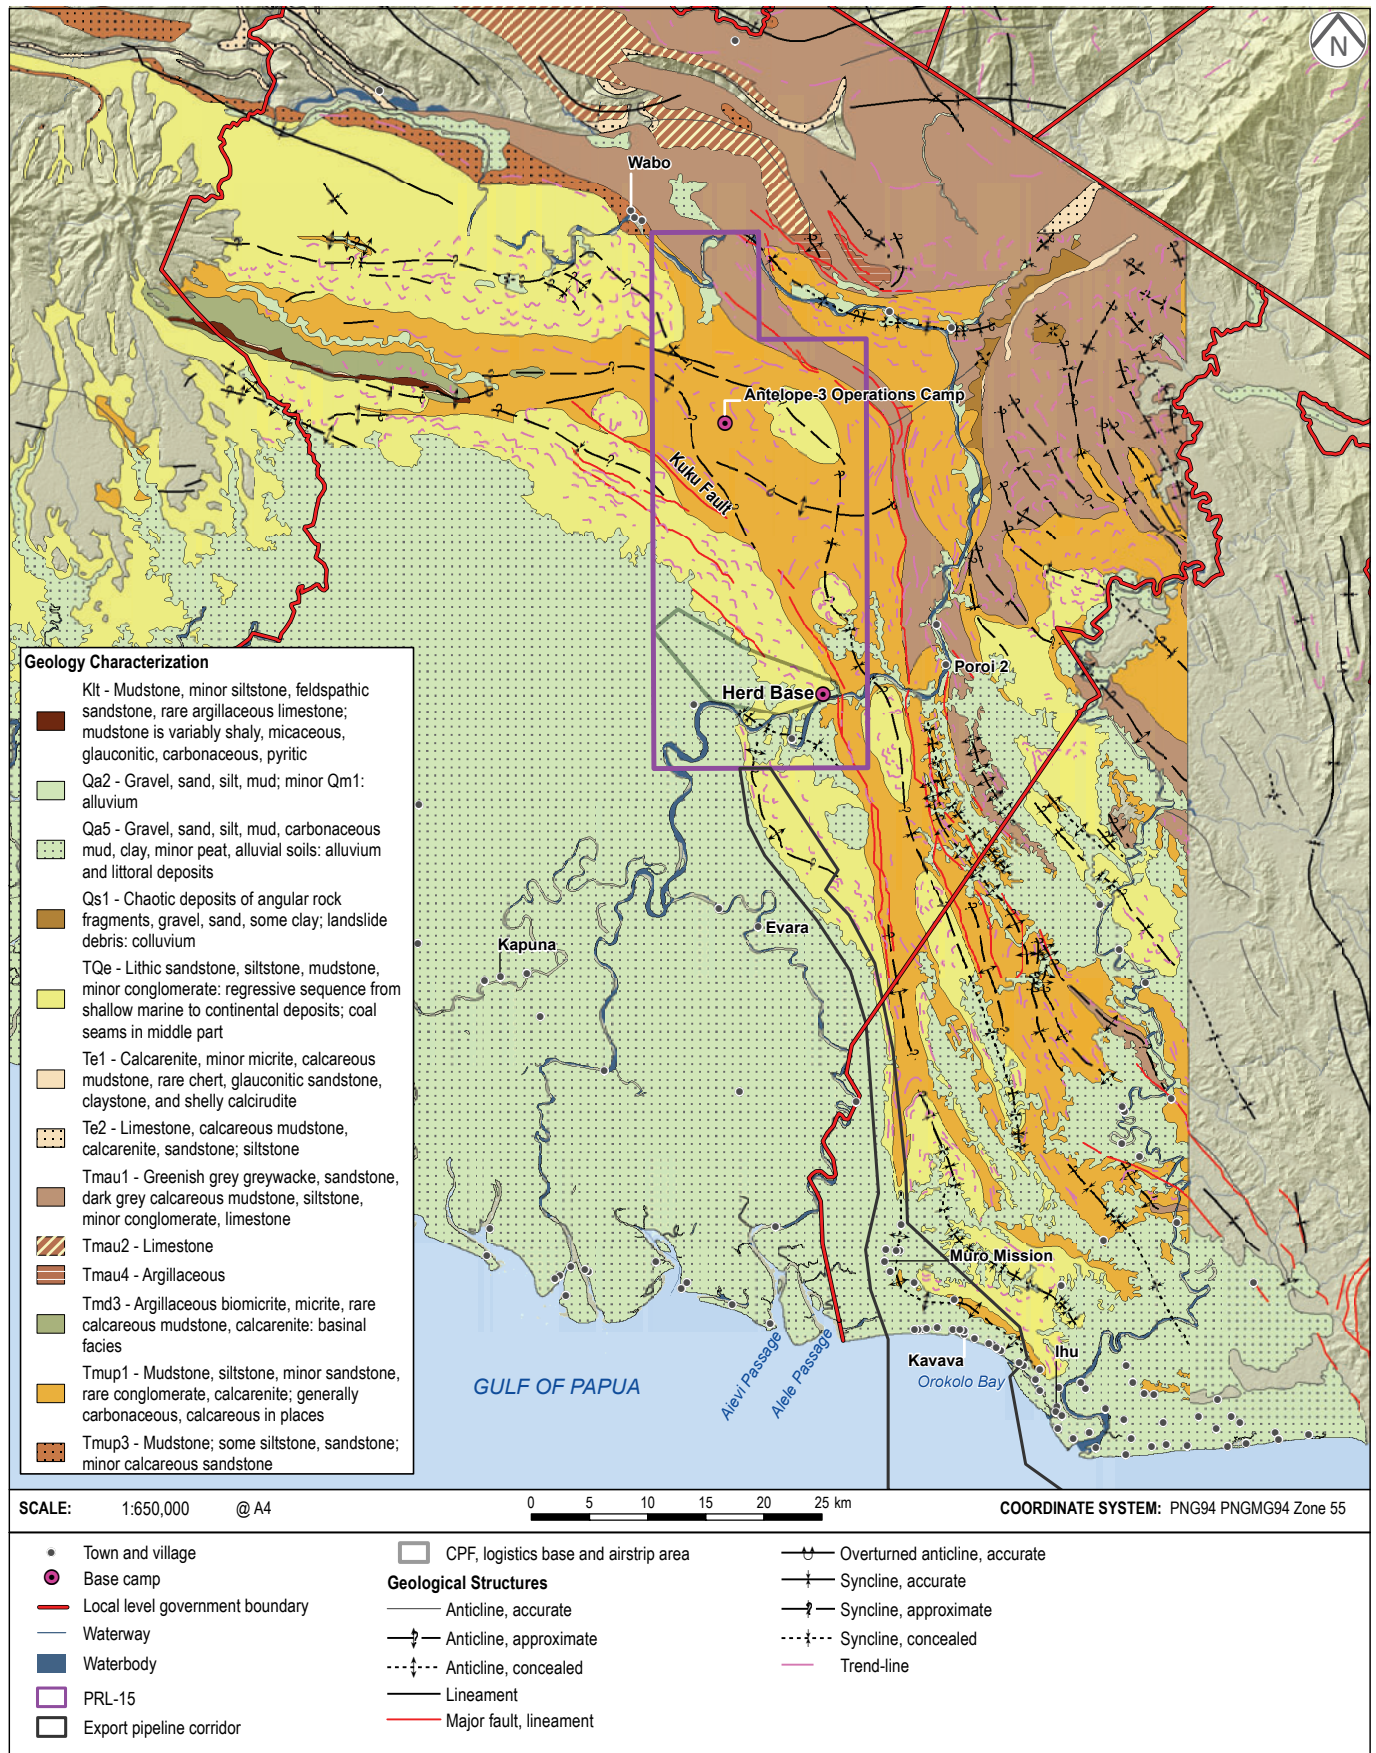 N
Wabo
Antelope-3 Operations Camp
Kuku Fault
Poroi 2
Herd Base
Evara
Kapuna
Muro Mission
Kavava
Ihu
Orokolo Bay
Aievi Passage
Alele Passage
GULF OF PAPUA
Geology Characterization
Klt - Mudstone, minor siltstone, feldspathic
sandstone, rare argillaceous limestone;
mudstone is variably shaly, micaceous,
glauconitic, carbonaceous, pyritic
Qa2 - Gravel, sand, silt, mud; minor Qm1:
alluvium
Qa5 - Gravel, sand, silt, mud, carbonaceous
mud, clay, minor peat, alluvial soils: alluvium
and littoral deposits
Qs1 - Chaotic deposits of angular rock
fragments, gravel, sand, some clay; landslide
debris: colluvium
TQe - Lithic sandstone, siltstone, mudstone,
minor conglomerate: regressive sequence from
shallow marine to continental deposits; coal
seams in middle part
Te1 - Calcarenite, minor micrite, calcareous
mudstone, rare chert, glauconitic sandstone,
claystone, and shelly calcirudite
Te2 - Limestone, calcareous mudstone,
calcarenite, sandstone; siltstone
Tmau1 - Greenish grey greywacke, sandstone,
dark grey calcareous mudstone, siltstone,
minor conglomerate, limestone
Tmau2 - Limestone
Tmau4 - Argillaceous
Tmd3 - Argillaceous biomicrite, micrite, rare
calcareous mudstone, calcarenite: basinal
facies
Tmup1 - Mudstone, siltstone, minor sandstone,
rare conglomerate, calcarenite; generally
carbonaceous, calcareous in places
Tmup3 - Mudstone; some siltstone, sandstone;
minor calcareous sandstone
SCALE: 1:650,000 @ A4
0 5 10 15 20 25 km
COORDINATE SYSTEM: PNG94 PNGMG94 Zone 55
Town and village
Base camp
Local level government boundary
Waterway
Waterbody
PRL-15
Export pipeline corridor
CPF, logistics base and airstrip area
Geological Structures
Anticline, accurate
Anticline, approximate
Anticline, concealed
Lineament
Major fault, lineament
Overturned anticline, accurate
Syncline, accurate
Syncline, approximate
Syncline, concealed
Trend-line